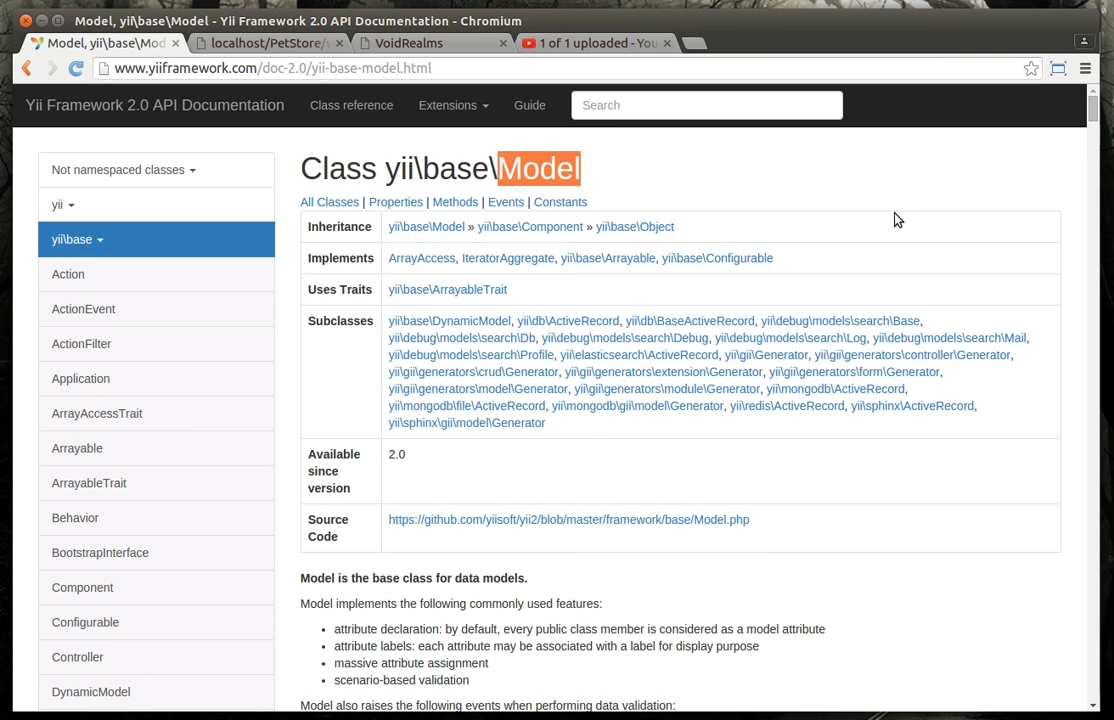 Model, yii\base\Model - Yii Framework 2.0 API Documentation - Chromium
Model, yii\base\Mod
localhost/PetStore/
VoidRealms
1 of 1 uploaded - You
www.yiiframework.com/doc-2.0/yii-base-model.html
Yii Framework 2.0 API Documentation
Class reference
Extensions
Guide
Search
Not namespaced classes
yii
yii\base
Action
ActionEvent
ActionFilter
Application
ArrayAccessTrait
Arrayable
ArrayableTrait
Behavior
BootstrapInterface
Component
Configurable
Controller
DynamicModel
Class yii\base\Model
All Classes | Properties | Methods | Events | Constants
Inheritance
yii\base\Model » yii\base\Component » yii\base\Object
Implements
ArrayAccess, IteratorAggregate, yii\base\Arrayable, yii\base\Configurable
Uses Traits
yii\base\ArrayableTrait
Subclasses
yii\base\DynamicModel, yii\db\ActiveRecord, yii\db\BaseActiveRecord, yii\debug\models\search\Base,
yii\debug\models\search\Db, yii\debug\models\search\Debug, yii\debug\models\search\Log, yii\debug\models\search\Mail,
yii\debug\models\search\Profile, yii\elasticsearch\ActiveRecord, yii\gii\Generator, yii\gii\generators\controller\Generator,
yii\gii\generators\crud\Generator, yii\gii\generators\extension\Generator, yii\gii\generators\form\Generator,
yii\gii\generators\model\Generator, yii\gii\generators\module\Generator, yii\mongodb\ActiveRecord,
yii\mongodb\file\ActiveRecord, yii\mongodb\gii\model\Generator, yii\redis\ActiveRecord, yii\sphinx\ActiveRecord,
yii\sphinx\gii\model\Generator
Available
since
version
2.0
Source
Code
https://github.com/yiisoft/yii2/blob/master/framework/base/Model.php
Model is the base class for data models.
Model implements the following commonly used features:
• attribute declaration: by default, every public class member is considered as a model attribute
• attribute labels: each attribute may be associated with a label for display purpose
• massive attribute assignment
• scenario-based validation
Model also raises the following events when performing data validation: